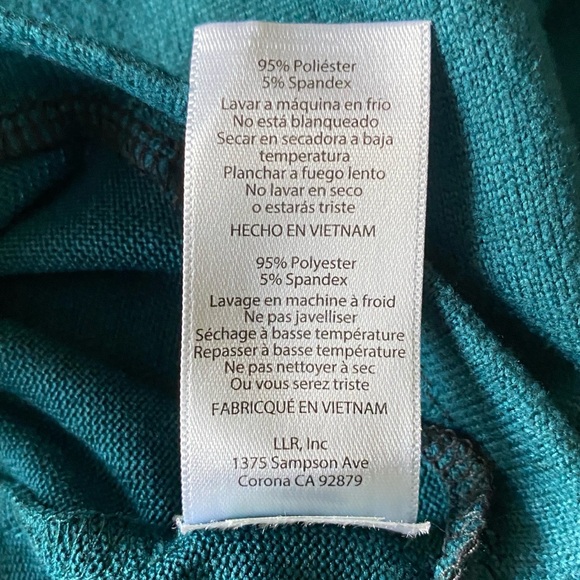 95% Poliéster
5% Spandex
Lavar a máquina en frio
No está blanqueado
Secar en secadora a baja
temperatura
Planchar a fuego lento
No lavar en seco
o estarás triste
HECHO EN VIETNAM
95% Polyester
5% Spandex
Lavage en machine à froid
Ne pas javelliser
Séchage à basse température
Repasser à basse température
Ne pas nettoyer à sec
Ou vous serez triste
FABRICQUÉ EN VIETNAM
LLR, Inc
1375 Sampson Ave
Corona CA 92879